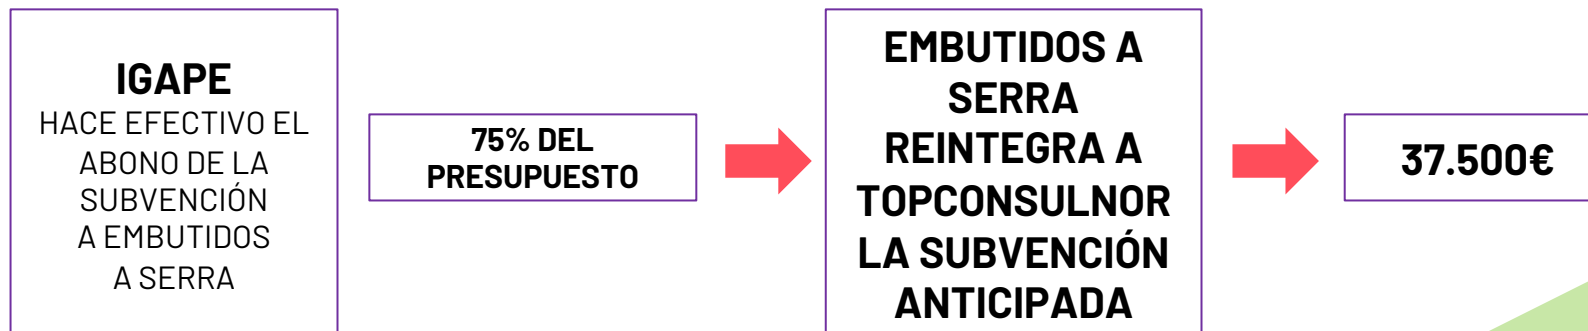 IGAPE
HACE EFECTIVO EL
ABONO DE LA
SUBVENCIÓN
A EMBUTIDOS
A SERRA
75% DEL
PRESUPUESTO
EMBUTIDOS A
SERRA
REINTEGRA A
TOPCONSULNOR
LA SUBVENCIÓN
ANTICIPADA
37.500€